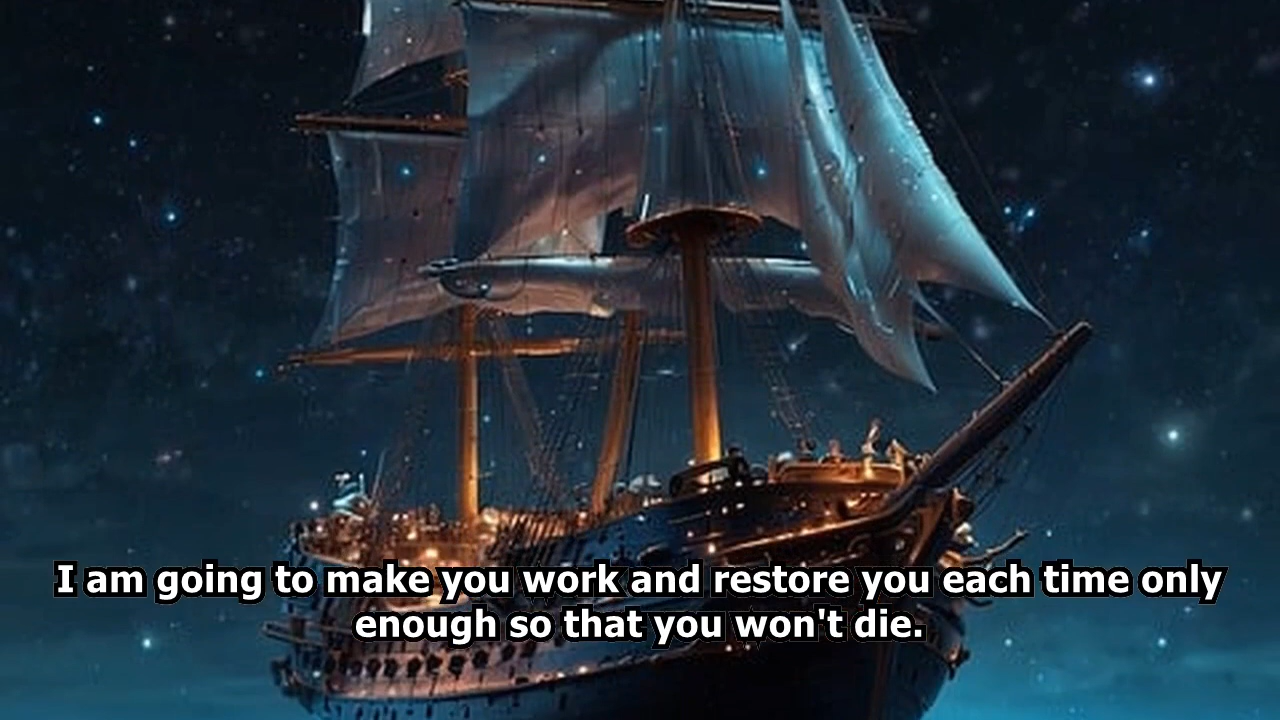 I am going to make you work and restore you each time only
enough so that you won't die.